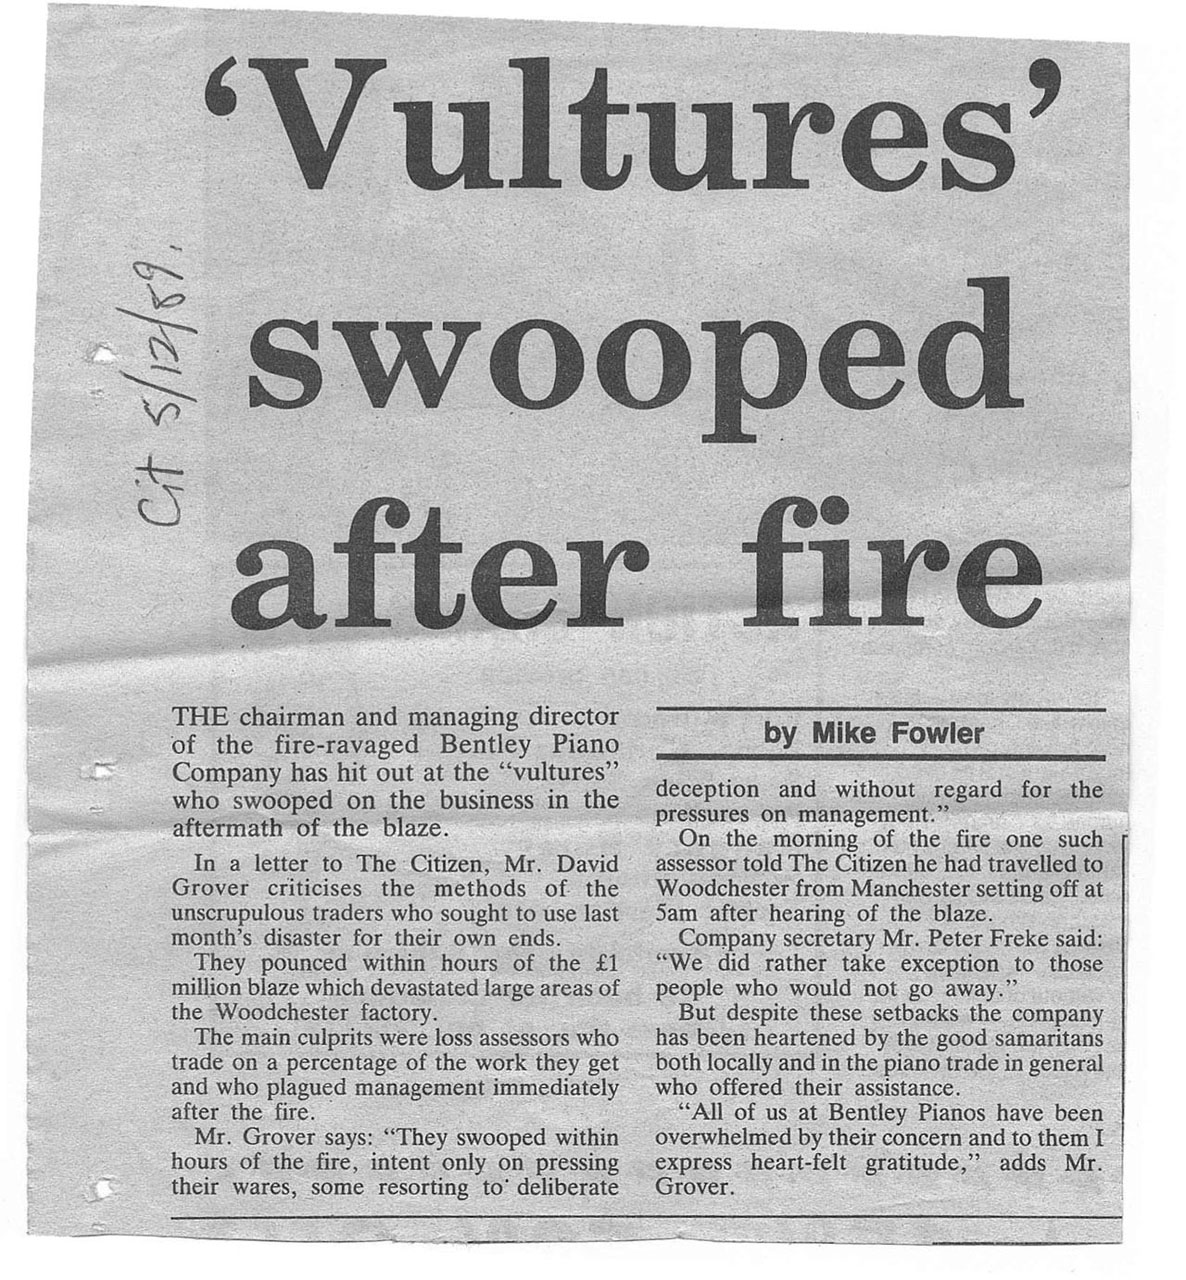 ‘Vultures’
swooped
after fire
Cit 5/12/89.
THE chairman and managing director
of the fire-ravaged Bentley Piano
Company has hit out at the “vultures”
who swooped on the business in the
aftermath of the blaze.
In a letter to The Citizen, Mr. David
Grover criticises the methods of the
unscrupulous traders who sought to use last
month’s disaster for their own ends.
They pounced within hours of the £1
million blaze which devastated large areas of
the Woodchester factory.
The main culprits were loss assessors who
trade on a percentage of the work they get
and who plagued management immediately
after the fire.
Mr. Grover says: “They swooped within
hours of the fire, intent only on pressing
their wares, some resorting to deliberate
by Mike Fowler
deception and without regard for the
pressures on management.”
On the morning of the fire one such
assessor told The Citizen he had travelled to
Woodchester from Manchester setting off at
5am after hearing of the blaze.
Company secretary Mr. Peter Freke said:
“We did rather take exception to those
people who would not go away.”
But despite these setbacks the company
has been heartened by the good samaritans
both locally and in the piano trade in general
who offered their assistance.
“All of us at Bentley Pianos have been
overwhelmed by their concern and to them I
express heart-felt gratitude,” adds Mr.
Grover.